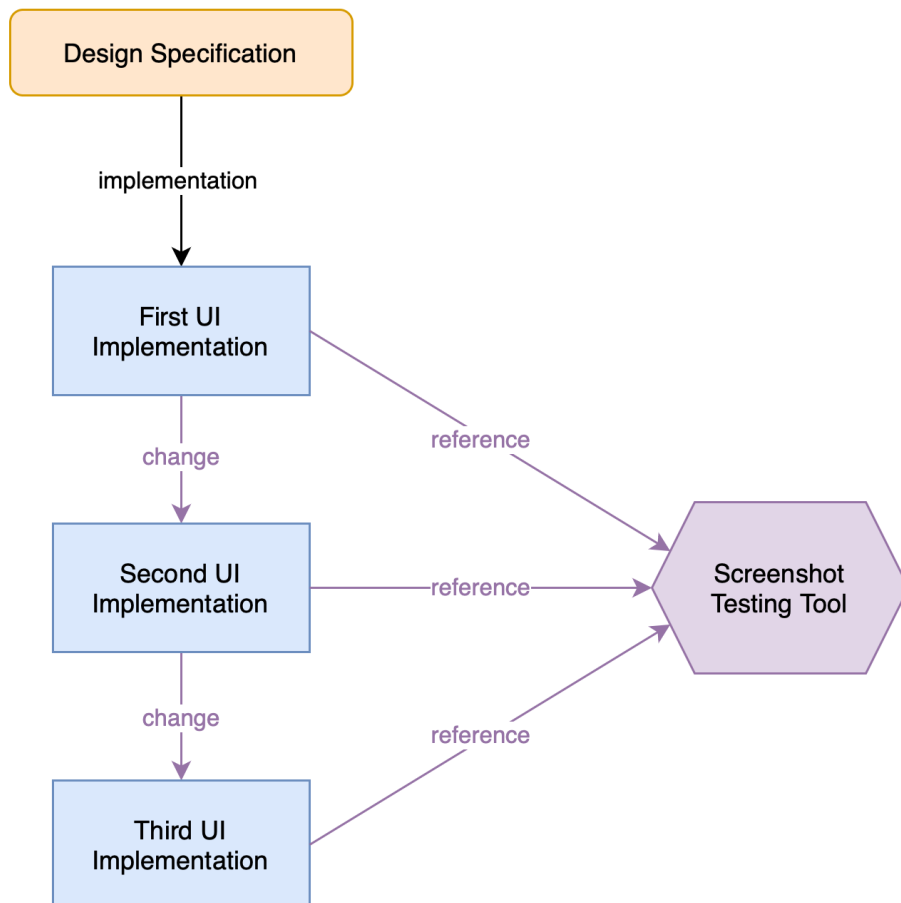 Design Specification
implementation
First UI
Implementation
reference
change
Second UI
Implementation
reference
Screenshot
Testing Tool
change
reference
Third UI
Implementation